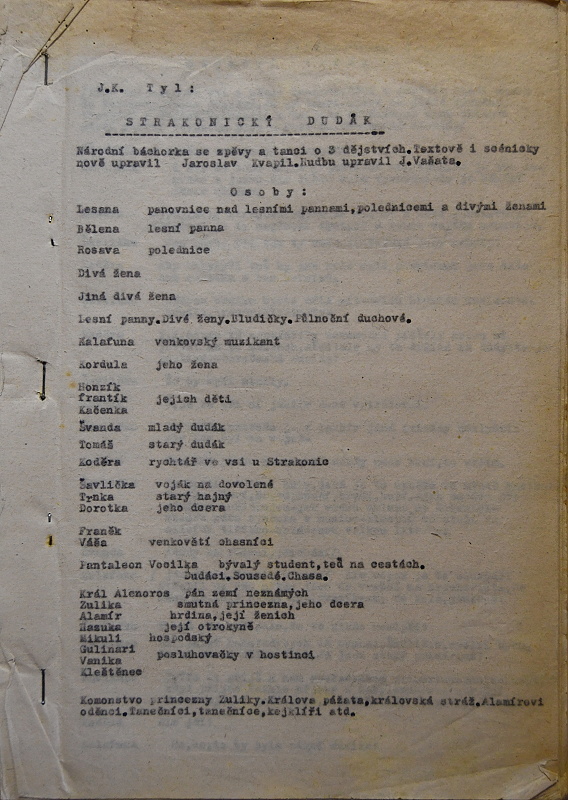 J.K. Tyl:
STRAKONICKÝ DUDÁK
Národní báchorka se zpěvy a tanci o 3 dějstvích.Textově i scénicky
nově upravil Jaroslav Kvapil.Hudbu upravil J.Vašata.
Osoby:
Lesana panovnice nad lesními pannami,polednicemi a divými ženami
Bělena lesní panna
Rosava polednice
Divá žena
Jiná divá žena
Lesní panny.Divé ženy.Bludičky.Půlnoční duchové.
Kalafuna venkovský muzikant
Kordula jeho žena
Honzík
frantík jejich děti
Kačenka
Švanda mladý dudák
Tomáš starý dudák
Koděra rychtář ve vsi u Strakonic
Šavlička voják na dovolené
Trnka starý hajný
Dorotka jeho dcera
Franěk
Váša venkovští chasníci
Pantaleon Vocilka bývalý student,teď na cestách.
Dudáci.Sousedé.Chasa.
Král Alenoros pán zemí neznámých
Zulika smutná princezna,jeho dcera
Alamír hrdina,její ženich
Hazuka její otrokyně
Mikuli hospodský
Gulinari
Vanika posluhovačky v hostinci
Kleštěnec
Komonstvo princezny Zuliky.Králova pážata,královská stráž.Alamírovi
oděnci.Tanečníci,tanečnice,kejklíři atd.